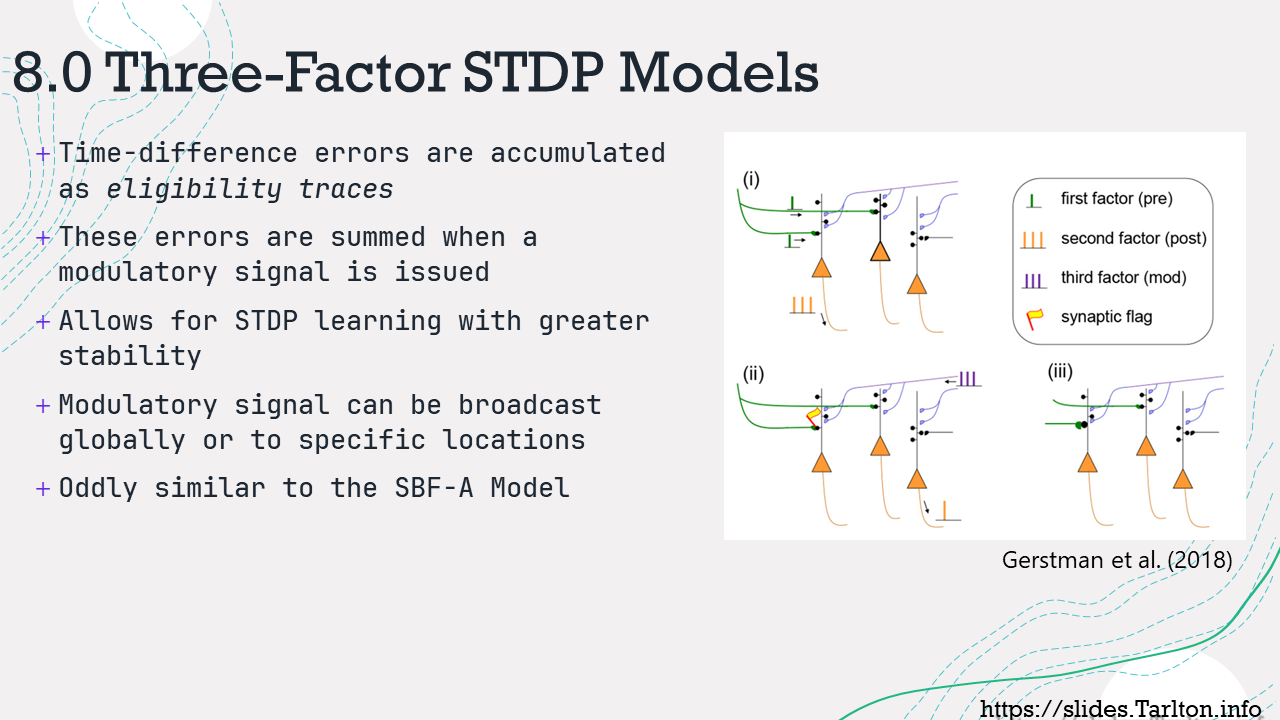 8.0 Three-Factor STDP Models
+ Time-difference errors are accumulated
as eligibility traces
+ These errors are summed when a
modulatory signal is issued
+ Allows for STDP learning with greater
stability
+ Modulatory signal can be broadcast
globally or to specific locations
+ Oddly similar to the SBF-A Model
(i)
first factor (pre)
second factor (post)
third factor (mod)
synaptic flag
(ii)
(iii)
Gerstman et al. (2018)
https://slides.Tarlton.info